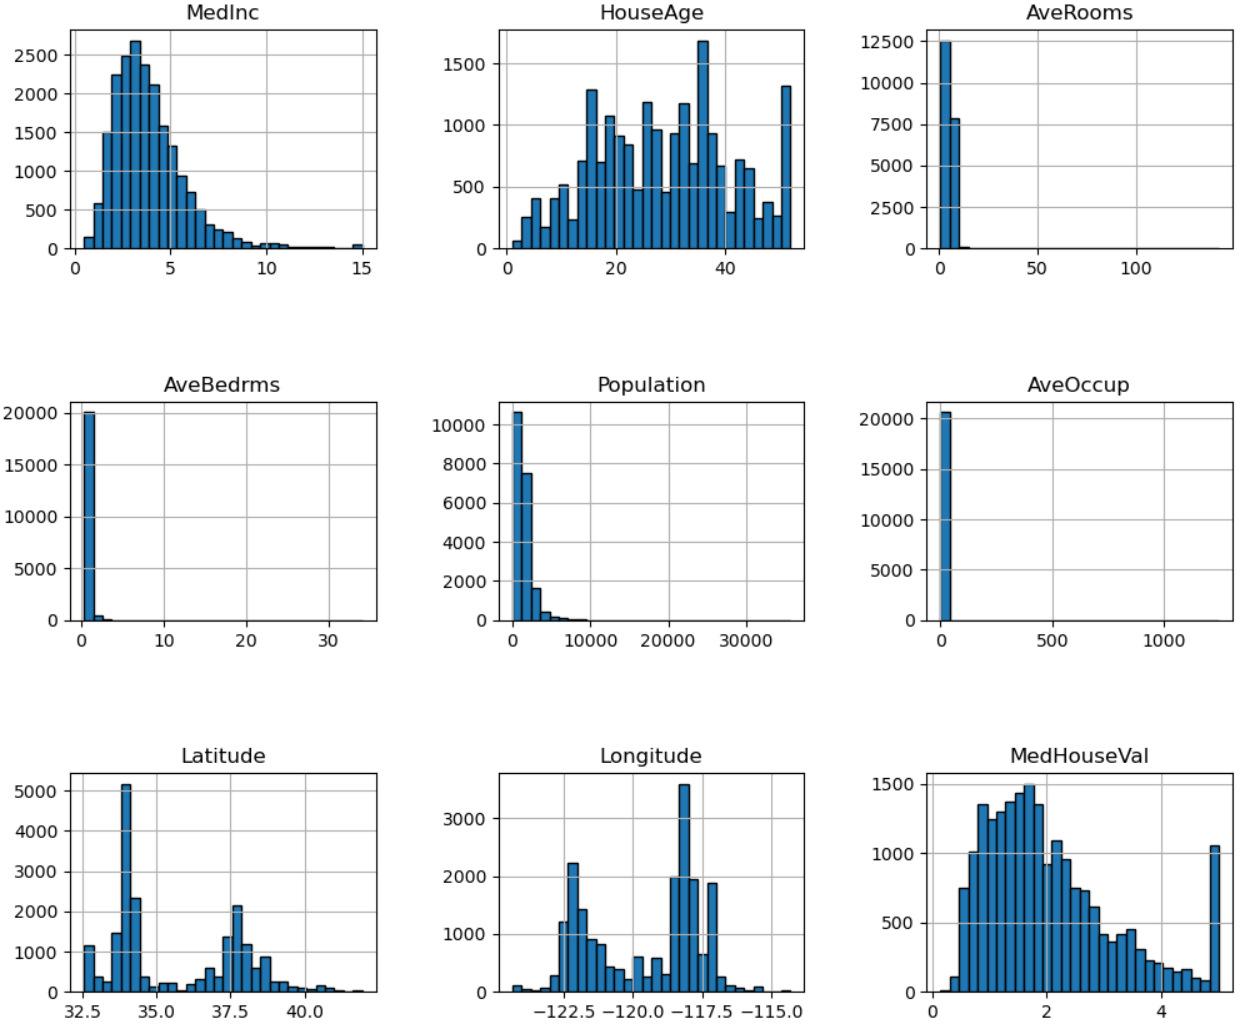 MedInc
HouseAge
AveRooms
2500
2000
1500
1000
500
0
0 5 10 15
1500
1000
500
0
0 20 40
12500
10000
7500
5000
2500
0
0 50 100
AveBedrms
Population
AveOccup
20000
15000
10000
5000
0
0 10 20 30
10000
8000
6000
4000
2000
0
0 10000 20000 30000
20000
15000
10000
5000
0
0 500 1000
Latitude
Longitude
MedHouseVal
5000
4000
3000
2000
1000
0
32.5 35.0 37.5 40.0
3000
2000
1000
0
−122.5 −120.0 −117.5 −115.0
1500
1000
500
0
0 2 4